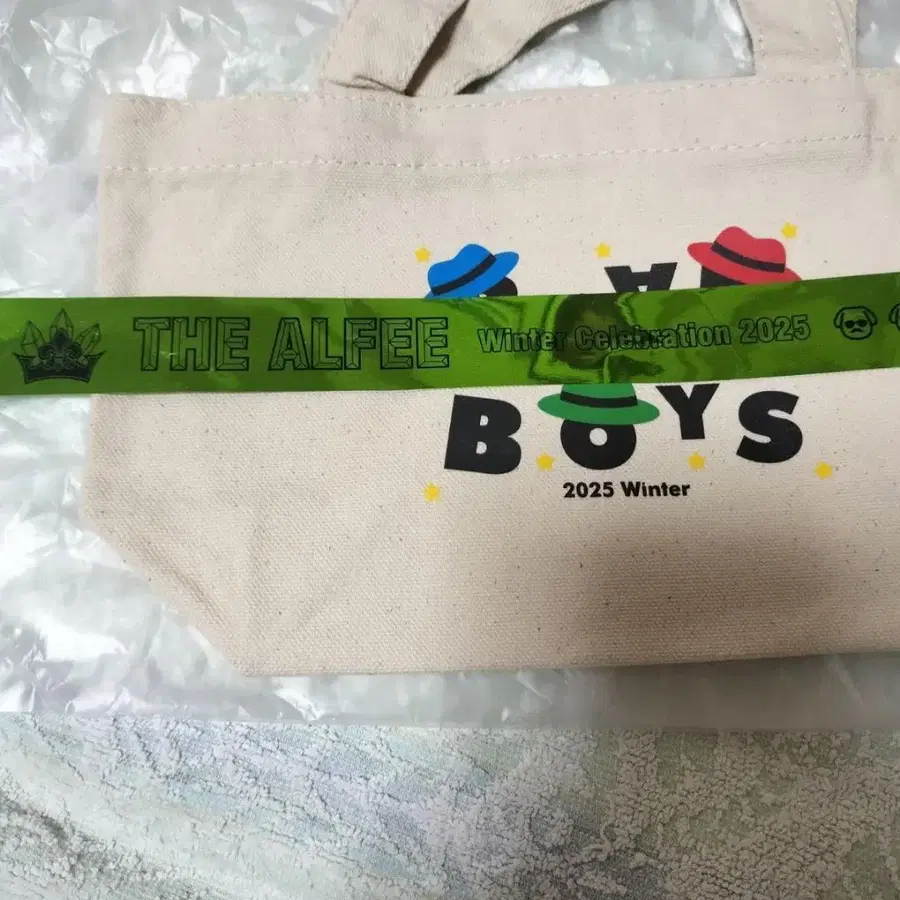 THE ALFEE Winter Celebration 2025
BOYS
2025 Winter